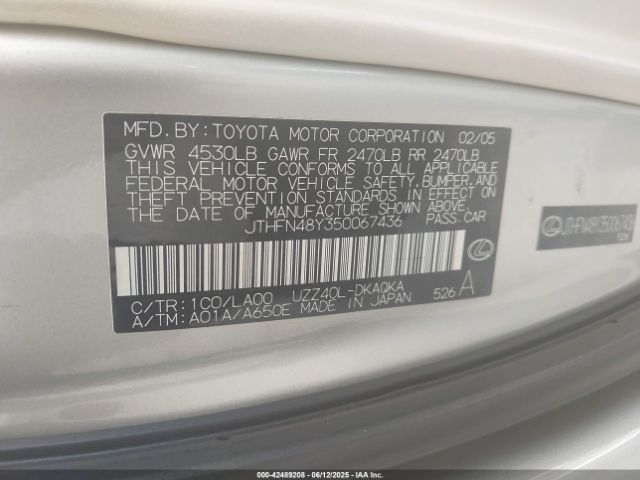 MFD. BY: TOYOTA MOTOR CORPORATION 02/05
GVWR 4530LB GAWR FR 2470LB RR 2470LB
THIS VEHICLE CONFORMS TO ALL APPLICABLE
FEDERAL MOTOR VEHICLE SAFETY, BUMPER, AND
THEFT PREVENTION STANDARDS IN EFFECT ON
THE DATE OF MANUFACTURE SHOWN ABOVE.
JTHFN48Y350067436 PASS. CAR
C/TR: 1C0/LA00 UZZ40L-DKAQKA 526 A
A/TM: A01A/A650E MADE IN JAPAN
JTHFN48Y350067436
000-42489208 - 06/12/2025 - IAA, Inc.